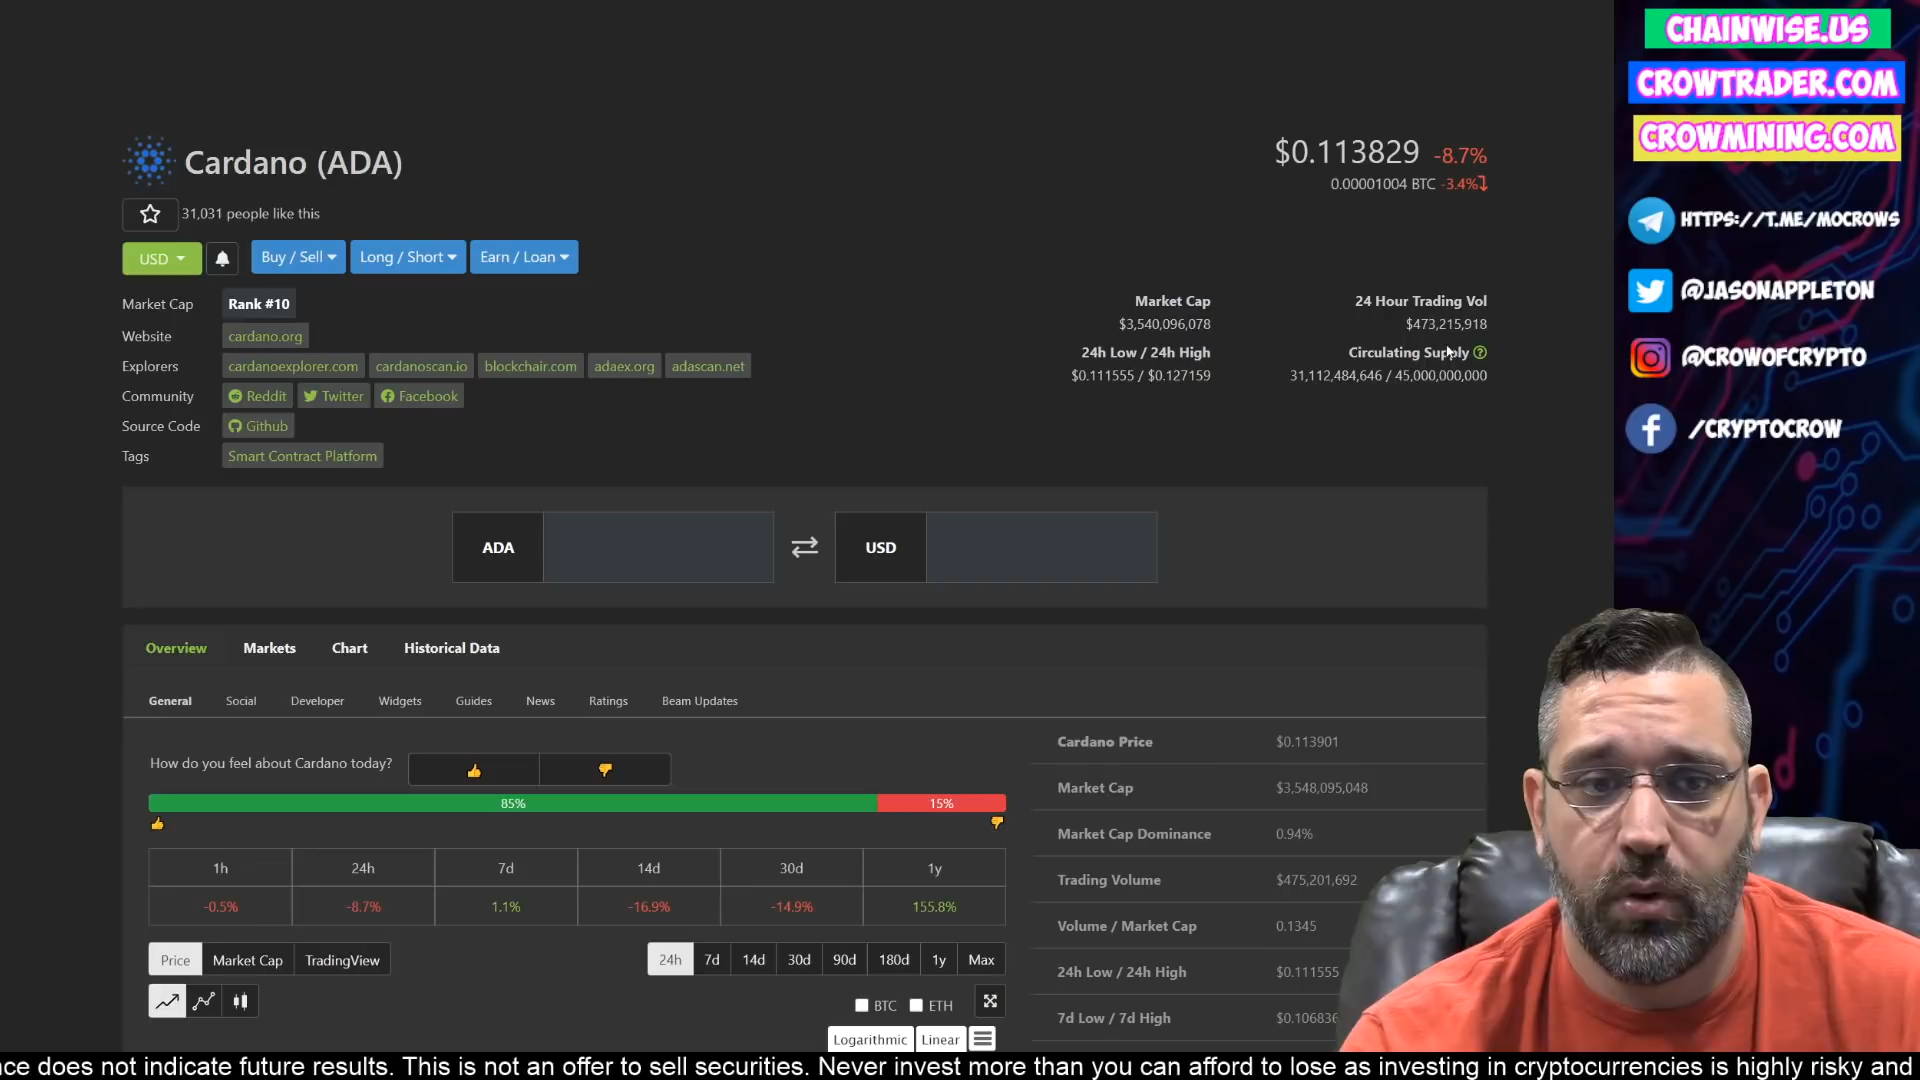 CHAINWISE.US
CROWTRADER.COM
CROWMINING.COM
HTTPS://T.ME/MOCROWS
@JASONAPPLETON
@CROWOFCRYPTO
/CRYPTOCROW
Cardano (ADA)
$0.113829 -8.7%
0.00001004 BTC -3.4%
31,031 people like this
USD
Buy / Sell
Long / Short
Earn / Loan
Market Cap Rank #10
Website cardano.org
Explorers cardanoexplorer.com cardanoscan.io blockchair.com adaex.org adascan.net
Community Reddit Twitter Facebook
Source Code Github
Tags Smart Contract Platform
Market Cap
$3,540,096,078
24 Hour Trading Vol
$473,215,918
24h Low / 24h High
$0.111555 / $0.127159
Circulating Supply
31,112,484,646 / 45,000,000,000
ADA
USD
Overview Markets Chart Historical Data
General Social Developer Widgets Guides News Ratings Beam Updates
How do you feel about Cardano today?
85% 15%
1h 24h 7d 14d 30d 1y
-0.5% -8.7% 1.1% -16.9% -14.9% 155.8%
Price Market Cap TradingView
24h 7d 14d 30d 90d 180d 1y Max
BTC ETH
Logarithmic Linear
Cardano Price $0.113901
Market Cap $3,548,095,048
Market Cap Dominance 0.94%
Trading Volume $475,201,692
Volume / Market Cap 0.1345
24h Low / 24h High $0.111555
7d Low / 7d High $0.106836
nce does not indicate future results. This is not an offer to sell securities. Never invest more than you can afford to lose as investing in cryptocurrencies is highly risky and